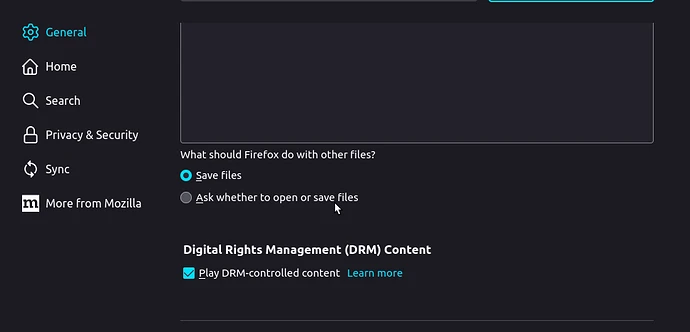 General
Home
Search
Privacy & Security
Sync
m
More from Mozilla
What should Firefox do with other files?
Save files
Ask whether to open or save files
Digital Rights Management (DRM) Content
Play DRM-controlled content Learn more